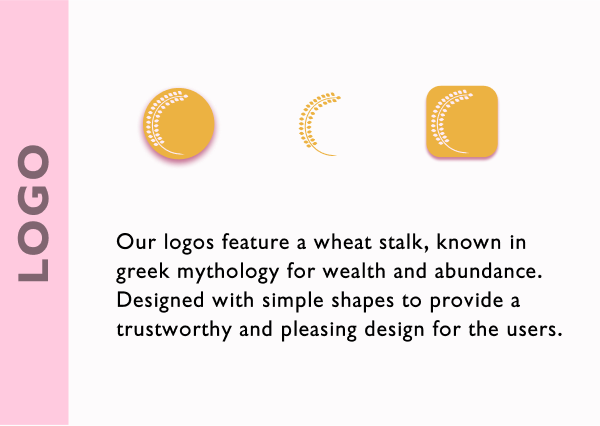 LOGO
Our logos feature a wheat stalk, known in
greek mythology for wealth and abundance.
Designed with simple shapes to provide a
trustworthy and pleasing design for the users.